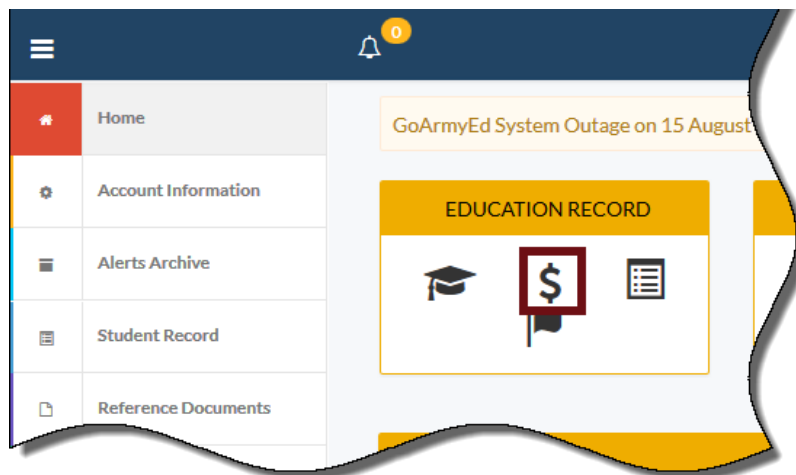 0
Home
GoArmyEd System Outage on 15 August
Account Information
EDUCATION RECORD
Alerts Archive
$
Student Record
Reference Documents